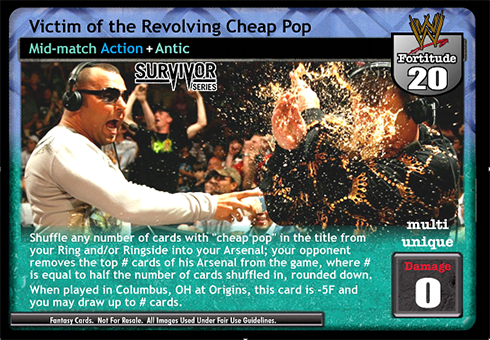 Victim of the Revolving Cheap Pop
Mid-match Action + Antic
Fortitude
20
SURVIVOR
SERIES
multi
unique
Shuffle any number of cards with "cheap pop" in the title from
your Ring and/or Ringside into your Arsenal; your opponent
removes the top # cards of his Arsenal from the game, where #
is equal to half the number of cards shuffled in, rounded down.
When played in Columbus, OH at Origins, this card is -5F and
you may draw up to # cards.
Damage
0
Fantasy Cards. Not For Resale. All Images Used Under Fair Use Guidelines.